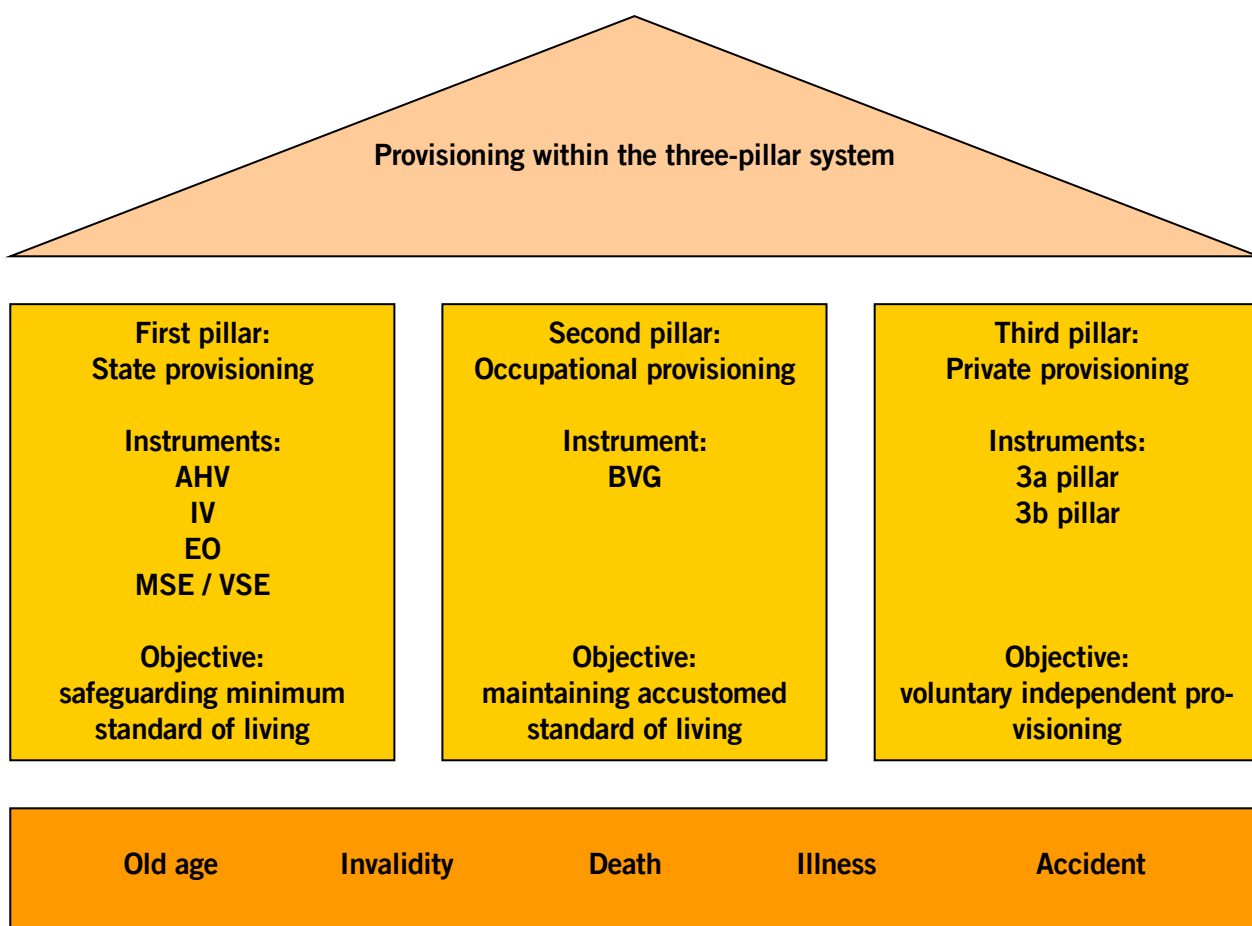 Provisioning within the three-pillar system
First pillar:
State provisioning
Instruments:
AHV
IV
EO
MSE / VSE
Objective:
safeguarding minimum
standard of living
Second pillar:
Occupational provisioning
Instrument:
BVG
Objective:
maintaining accustomed
standard of living
Third pillar:
Private provisioning
Instruments:
3a pillar
3b pillar
Objective:
voluntary independent pro-
visioning
Old age Invalidity Death Illness Accident